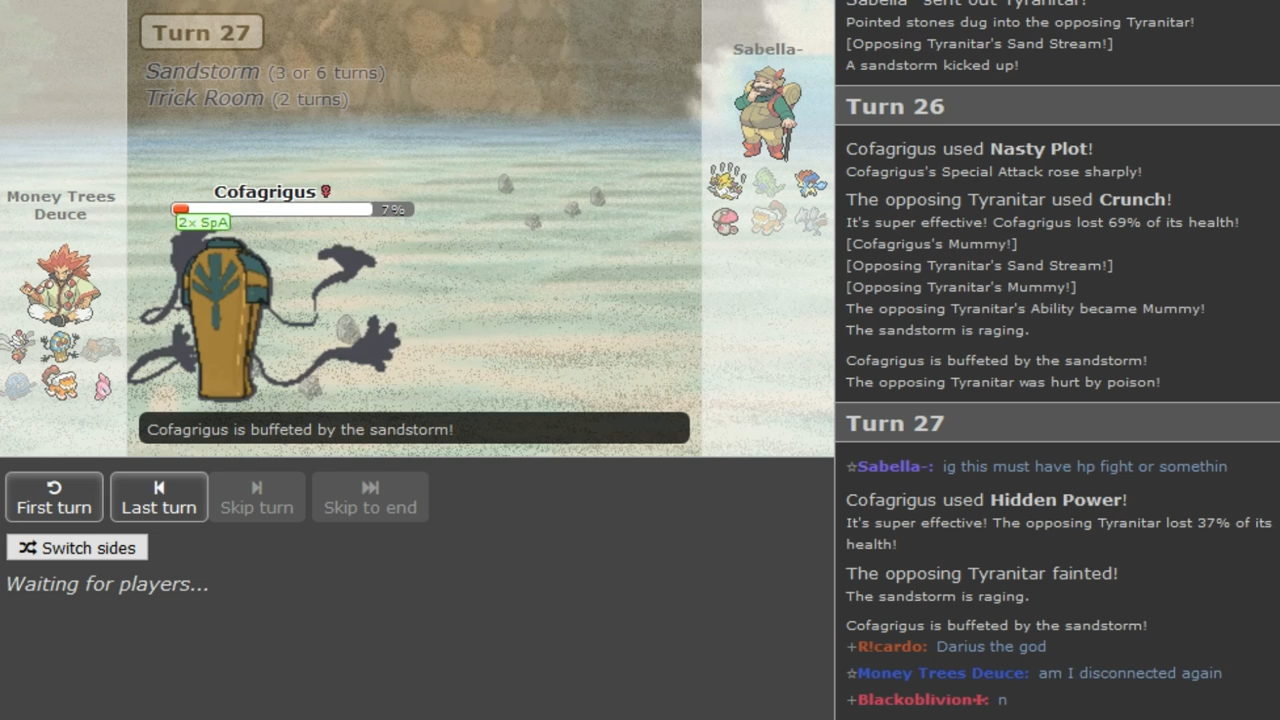 Turn 27
Sandstorm (3 or 6 turns)
Trick Room (2 turns)
Sabella-
Money Trees
Deuce
Cofagrigus
7%
2x SpA
Cofagrigus is buffeted by the sandstorm!
First turn
Last turn
Skip turn
Skip to end
Switch sides
Waiting for players...
Sabella- sent out Tyranitar!
Pointed stones dug into the opposing Tyranitar!
[Opposing Tyranitar's Sand Stream!]
A sandstorm kicked up!
Turn 26
Cofagrigus used Nasty Plot!
Cofagrigus's Special Attack rose sharply!
The opposing Tyranitar used Crunch!
It's super effective! Cofagrigus lost 69% of its health!
[Cofagrigus's Mummy!]
[Opposing Tyranitar's Sand Stream!]
[Opposing Tyranitar's Mummy!]
The opposing Tyranitar's Ability became Mummy!
The sandstorm is raging.
Cofagrigus is buffeted by the sandstorm!
The opposing Tyranitar was hurt by poison!
Turn 27
☆Sabella-: ig this must have hp fight or somethin
Cofagrigus used Hidden Power!
It's super effective! The opposing Tyranitar lost 37% of its
health!
The opposing Tyranitar fainted!
The sandstorm is raging.
Cofagrigus is buffeted by the sandstorm!
+R!cardo: Darius the god
☆Money Trees Deuce: am I disconnected again
+Blackoblivion✢: n